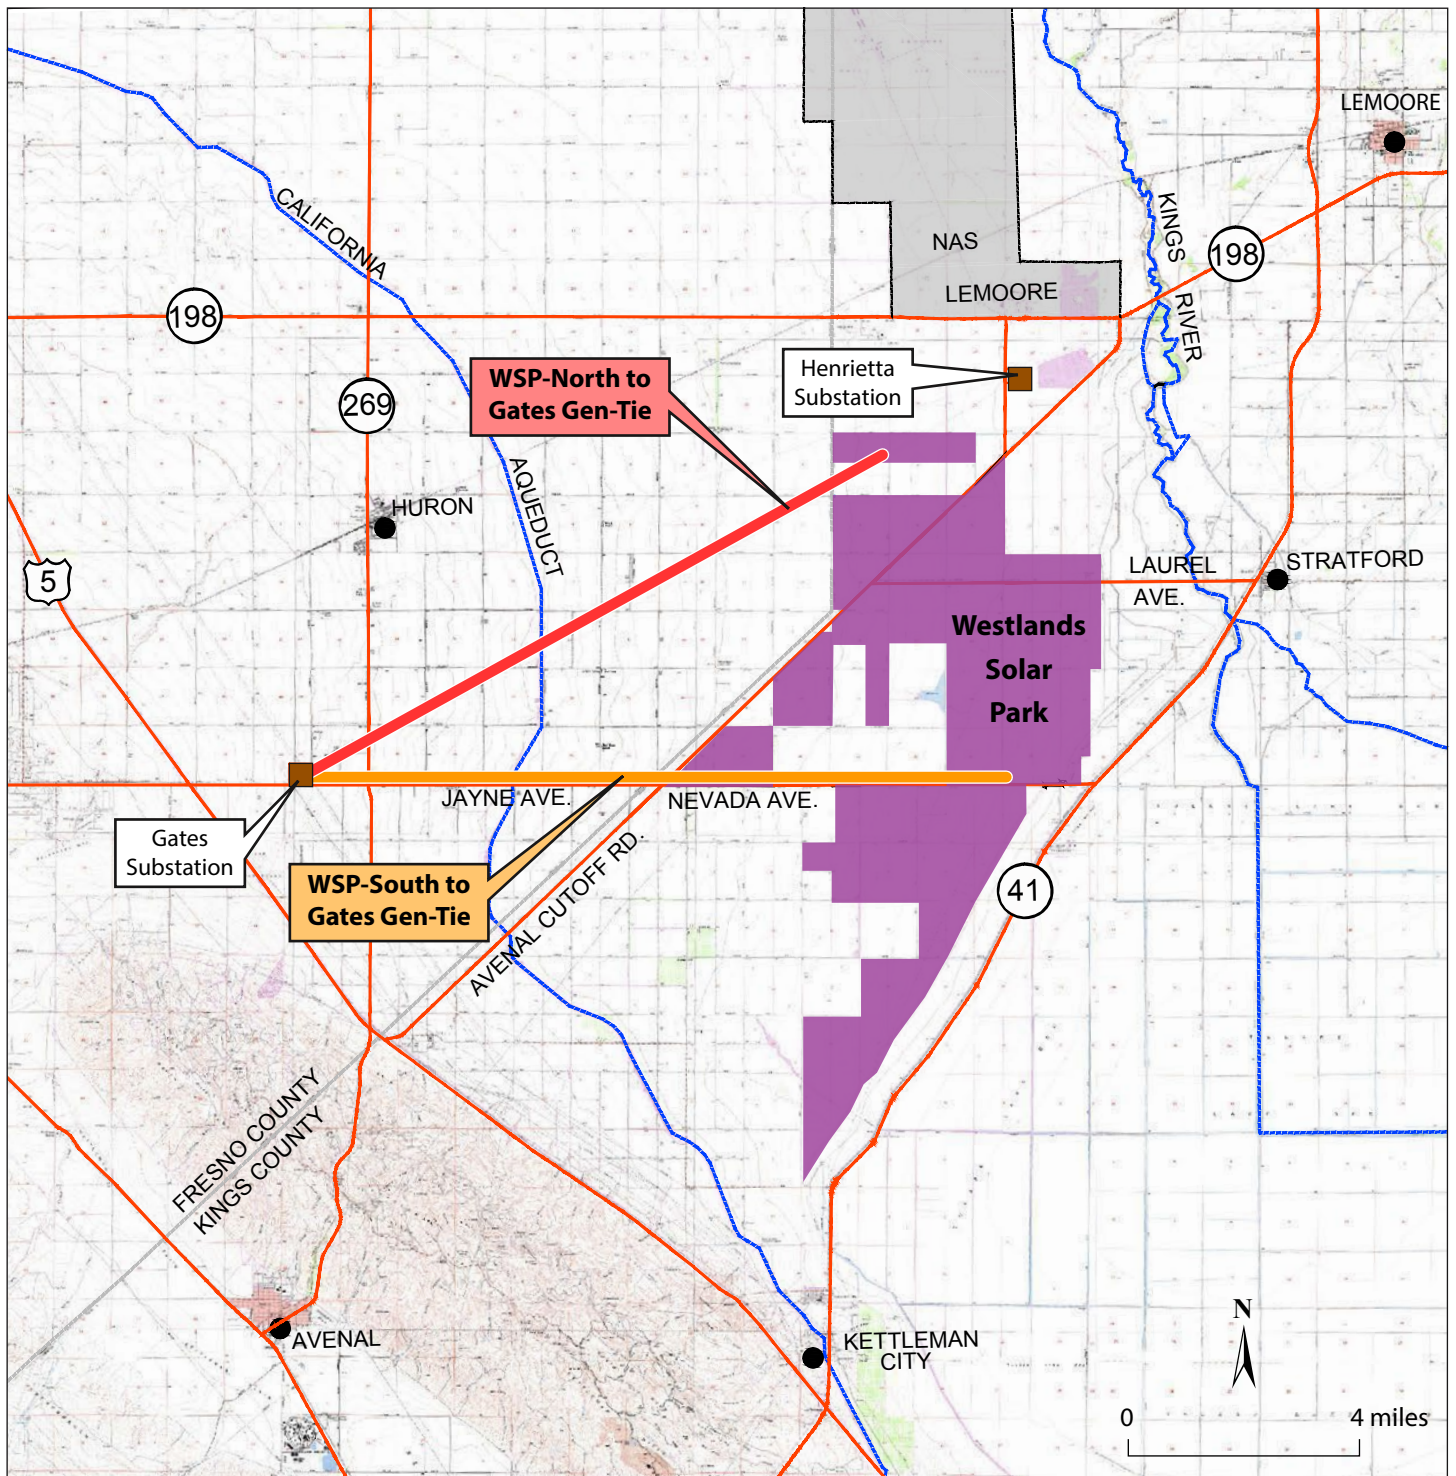 LEMOORE
KINGS
RIVER
198
NAS
LEMOORE
CALIFORNIA
198
WSP-North to
Gates Gen-Tie
Henrietta
Substation
269
AQUEDUCT
HURON
5
LAUREL
AVE.
STRATFORD
Westlands
Solar
Park
JAYNE AVE.
NEVADA AVE.
Gates
Substation
WSP-South to
Gates Gen-Tie
AVENAL CUTOFF RD.
41
FRESNO COUNTY
KINGS COUNTY
AVENAL
KETTLEMAN
CITY
N
0 4 miles